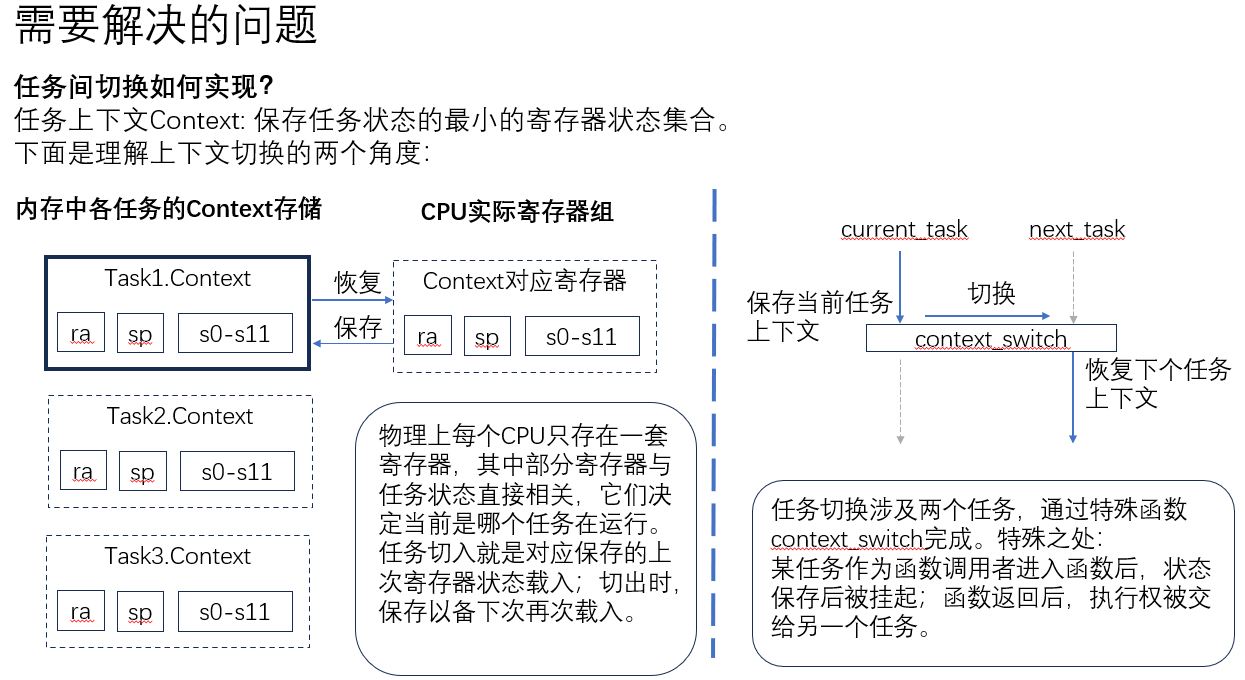 需要解决的问题
任务间切换如何实现?
任务上下文Context: 保存任务状态的最小的寄存器状态集合。
下面是理解上下文切换的两个角度:
内存中各任务的Context存储
CPU实际寄存器组
Task1.Context
ra
sp
s0-s11
恢复
保存
Context对应寄存器
ra
sp
s0-s11
Task2.Context
ra
sp
s0-s11
Task3.Context
ra
sp
s0-s11
物理上每个CPU只存在一套
寄存器,其中部分寄存器与
任务状态直接相关,它们决
定当前是哪个任务在运行。
任务切入就是对应保存的上
次寄存器状态载入;切出时,
保存以备下次再次载入。
current_task
next_task
保存当前任务
上下文
切换
context_switch
恢复下个任务
上下文
任务切换涉及两个任务,通过特殊函数
context_switch完成。特殊之处:
某任务作为函数调用者进入函数后,状态
保存后被挂起;函数返回后,执行权被交
给另一个任务。